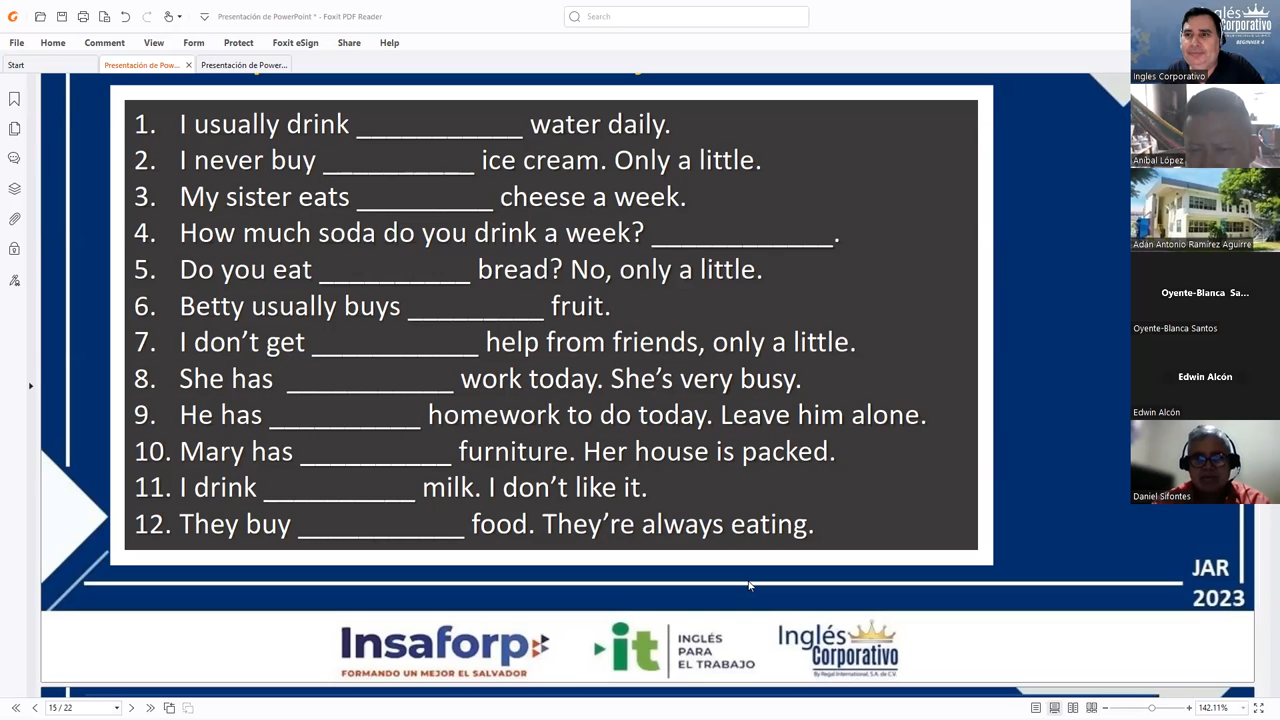 Presentación de PowerPoint * - Foxit PDF Reader
Search
File Home Comment View Form Protect Foxit eSign Share Help
Start Presentación de Pow... × Presentación de Power...
1. I usually drink ____________ water daily.
2. I never buy ___________ ice cream. Only a little.
3. My sister eats __________ cheese a week.
4. How much soda do you drink a week? _____________.
5. Do you eat ___________ bread? No, only a little.
6. Betty usually buys __________ fruit.
7. I don’t get ____________ help from friends, only a little.
8. She has ____________ work today. She’s very busy.
9. He has ___________ homework to do today. Leave him alone.
10. Mary has ___________ furniture. Her house is packed.
11. I drink ___________ milk. I don’t like it.
12. They buy ____________ food. They’re always eating.
JAR
2023
Insaforp
FORMANDO UN MEJOR EL SALVADOR
it
INGLÉS
PARA
EL TRABAJO
Inglés
Corporativo
By Regal International, S.A. de C.V.
15 / 22
142.11%
Corporativo
BEGINNER 4
Ingles Corporativo
Aníbal López
Adán Antonio Ramírez Aguirre
Oyente-Blanca Sa...
Oyente-Blanca Santos
Edwin Alcón
Edwin Alcón
Daniel Sifontes